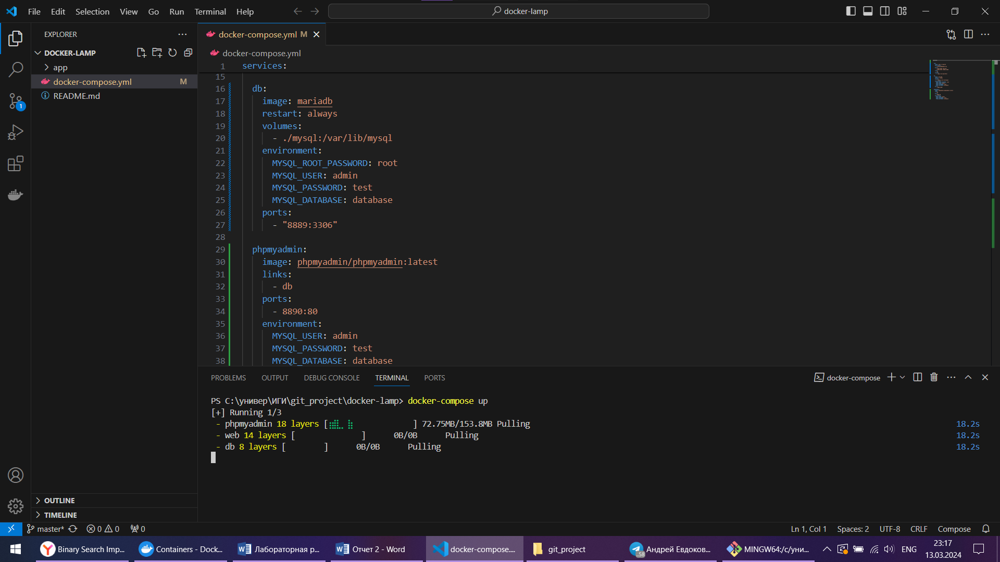 File Edit Selection View Go Run Terminal Help
docker-lamp
EXPLORER
DOCKER-LAMP
app
docker-compose.yml M
README.md
OUTLINE
TIMELINE
1
docker-compose.yml M
docker-compose.yml
1 services:
15
16 db:
17 image: mariadb
18 restart: always
19 volumes:
20 - ./mysql:/var/lib/mysql
21 environment:
22 MYSQL_ROOT_PASSWORD: root
23 MYSQL_USER: admin
24 MYSQL_PASSWORD: test
25 MYSQL_DATABASE: database
26 ports:
27 - "8889:3306"
28
29 phpmyadmin:
30 image: phpmyadmin/phpmyadmin:latest
31 links:
32 - db
33 ports:
34 - 8890:80
35 environment:
36 MYSQL_USER: admin
37 MYSQL_PASSWORD: test
38 MYSQL_DATABASE: database
PROBLEMS OUTPUT DEBUG CONSOLE TERMINAL PORTS
docker-compose
PS C:\универ\ИГИ\git_project\docker-lamp> docker-compose up
[+] Running 1/3
- phpmyadmin 18 layers [ ] 72.75MB/153.8MB Pulling 18.2s
- web 14 layers [ ] 0B/0B Pulling 18.2s
- db 8 layers [ ] 0B/0B Pulling 18.2s
master* 0 0 0
Ln 1, Col 1 Spaces: 2 UTF-8 CRLF Compose
Binary Search Imp... Containers - Dock... Лабораторная р... Отчет 2 - Word docker-compose.... git_project Андрей Евдоков... MINGW64:/c/уни...
58
ENG
23:17
13.03.2024